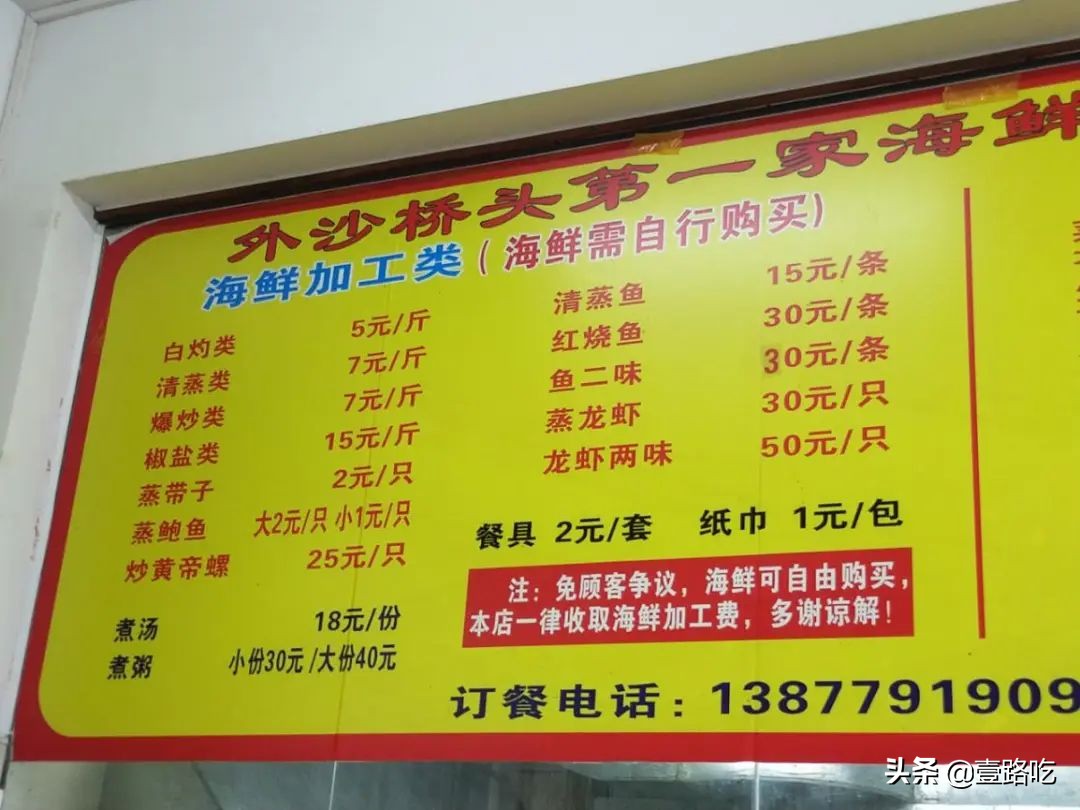 外沙桥头第一家海鲜
海鲜加工类（海鲜需自行购买）
白灼类 5元/斤
清蒸类 7元/斤
爆炒类 7元/斤
椒盐类 15元/斤
蒸带子 2元/只
蒸鲍鱼 大2元/只 小1元/只
炒黄帝螺 25元/只
煮汤 18元/份
煮粥 小份30元/大份40元
清蒸鱼 15元/条
红烧鱼 30元/条
鱼二味 30元/条
蒸龙虾 30元/只
龙虾两味 50元/只
餐具 2元/套 纸巾 1元/包
注：免顾客争议，海鲜可自由购买，
本店一律收取海鲜加工费，多谢谅解！
订餐电话：1387791909
头条 @壹路吃